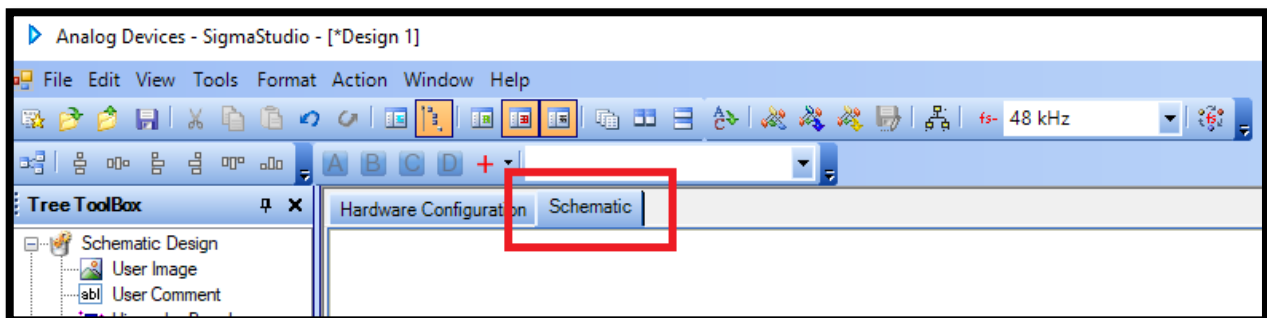 Analog Devices - SigmaStudio - [*Design 1]
File Edit View Tools Format Action Window Help
fs- 48 kHz
A B C D
Tree ToolBox
Hardware Configuration Schematic
Schematic Design
User Image
abl User Comment